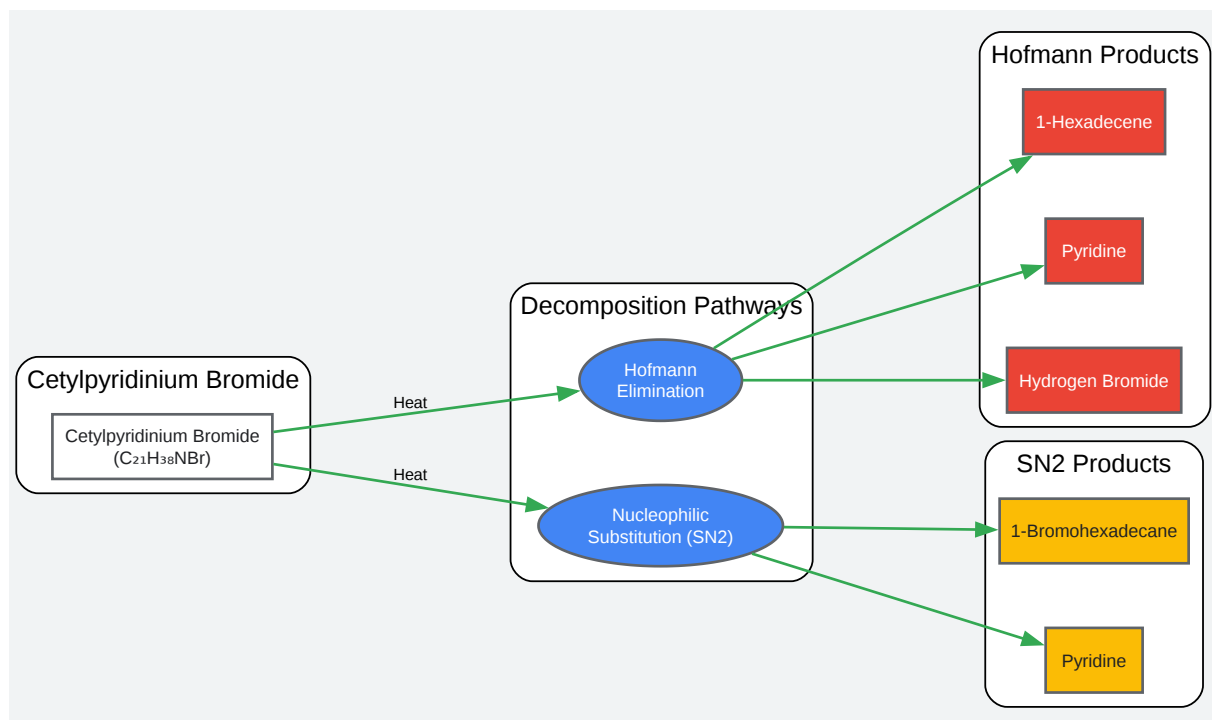 Cetylpyridinium Bromide
Cetylpyridinium Bromide
(C₂₁H₃₈NBr)
Heat
Heat
Decomposition Pathways
Hofmann
Elimination
Nucleophilic
Substitution (SN2)
Hofmann Products
1-Hexadecene
Pyridine
Hydrogen Bromide
SN2 Products
1-Bromohexadecane
Pyridine